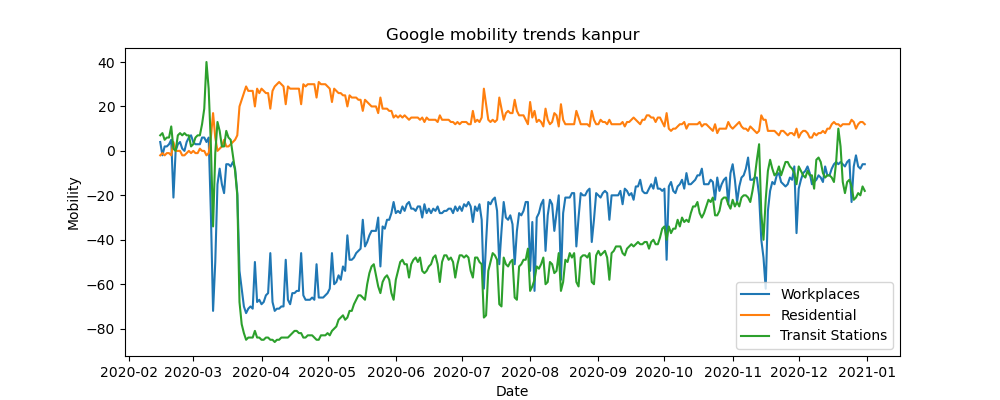 Google mobility trends kanpur
Mobility
40
20
0
−20
−40
−60
−80
Workplaces
Residential
Transit Stations
2020-02 2020-03 2020-04 2020-05 2020-06 2020-07 2020-08 2020-09 2020-10 2020-11 2020-12 2021-01
Date